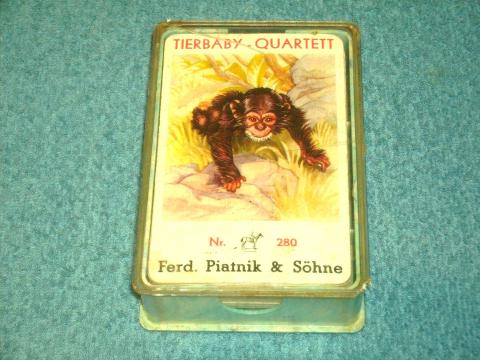 TIERBABY - QUARTETT
Nr. 280
Ferd. Piatnik & Söhne